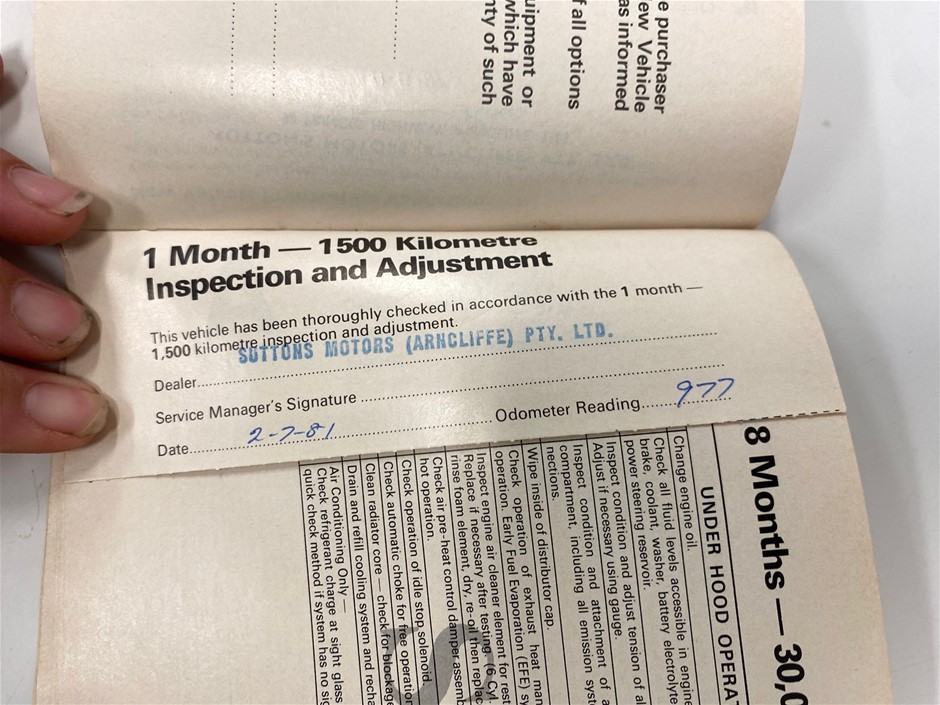 e purchaser
ew Vehicle
as informed
f all options
uipment or
which have
ty of such
1 Month — 1500 Kilometre
Inspection and Adjustment
This vehicle has been thoroughly checked in accordance with the 1 month —
1,500 kilometre inspection and adjustment.
SUTTONS MOTORS (ARNCLIFFE) PTY. LTD.
Dealer
Service Manager's Signature
Odometer Reading 977
Date 2-7-81
8 Months — 30,0
UNDER HOOD OPERA
Change engine oil.
Check all fluid levels accessible in engine
brake, coolant, washer, battery electrolyte
power steering reservoir.
Inspect condition and adjust tension of al
Adjust if necessary using gauge.
Inspect condition and attachment of a
compartment, including all emission syst
nections.
Wipe inside of distributor cap.
Check operation of exhaust heat man
operation. Early Fuel Evaporation (EFE) sy
Inspect engine air cleaner element for rest
Replace if necessary after testing. (6 Cyl.
rinse foam element, dry, re-oil then replac
Check air pre-heat control damper assemb
hot operation.
Check operation of idle stop solenoid.
Check automatic choke for free operation
Clean radiator core — check for blockage
Drain and refill cooling system and recha
Air Conditioning Only —
Check refrigerant charge at sight glass
quick check method if system has no sig